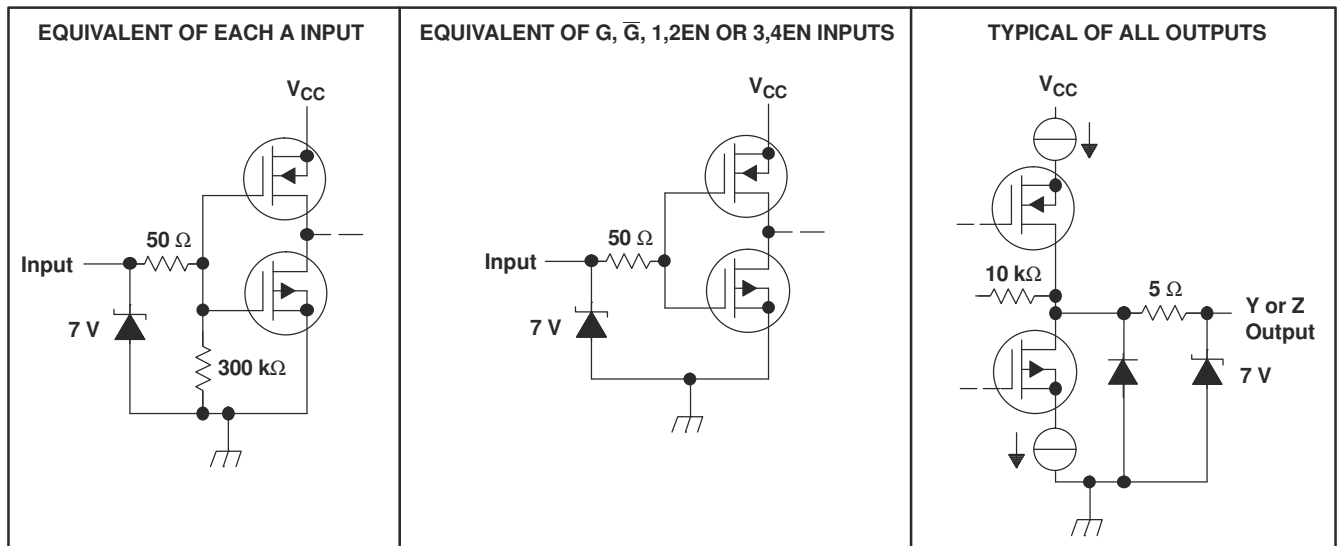 EQUIVALENT OF EACH A INPUT
VCC
50 Ω
Input
7 V
300 kΩ
EQUIVALENT OF G, G̅, 1,2EN OR 3,4EN INPUTS
VCC
50 Ω
Input
7 V
TYPICAL OF ALL OUTPUTS
VCC
10 kΩ
5 Ω
Y or Z
Output
7 V